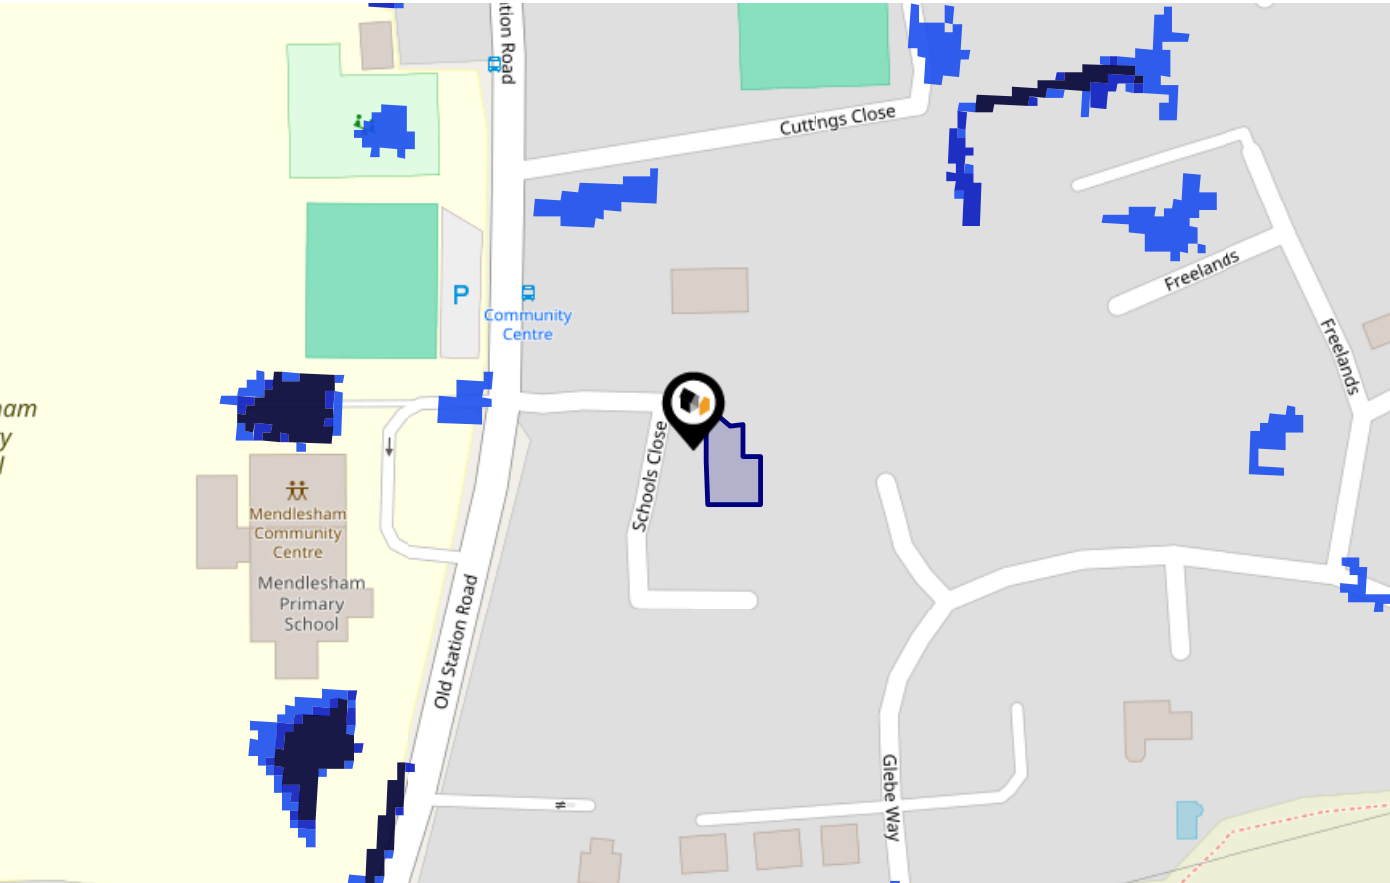 tion Road
Cuttings Close
P
Community
Centre
Freelands
Freelands
Schools Close
Mendlesham
Community
Centre
Mendlesham
Primary
School
Old Station Road
Glebe Way
am
y
l